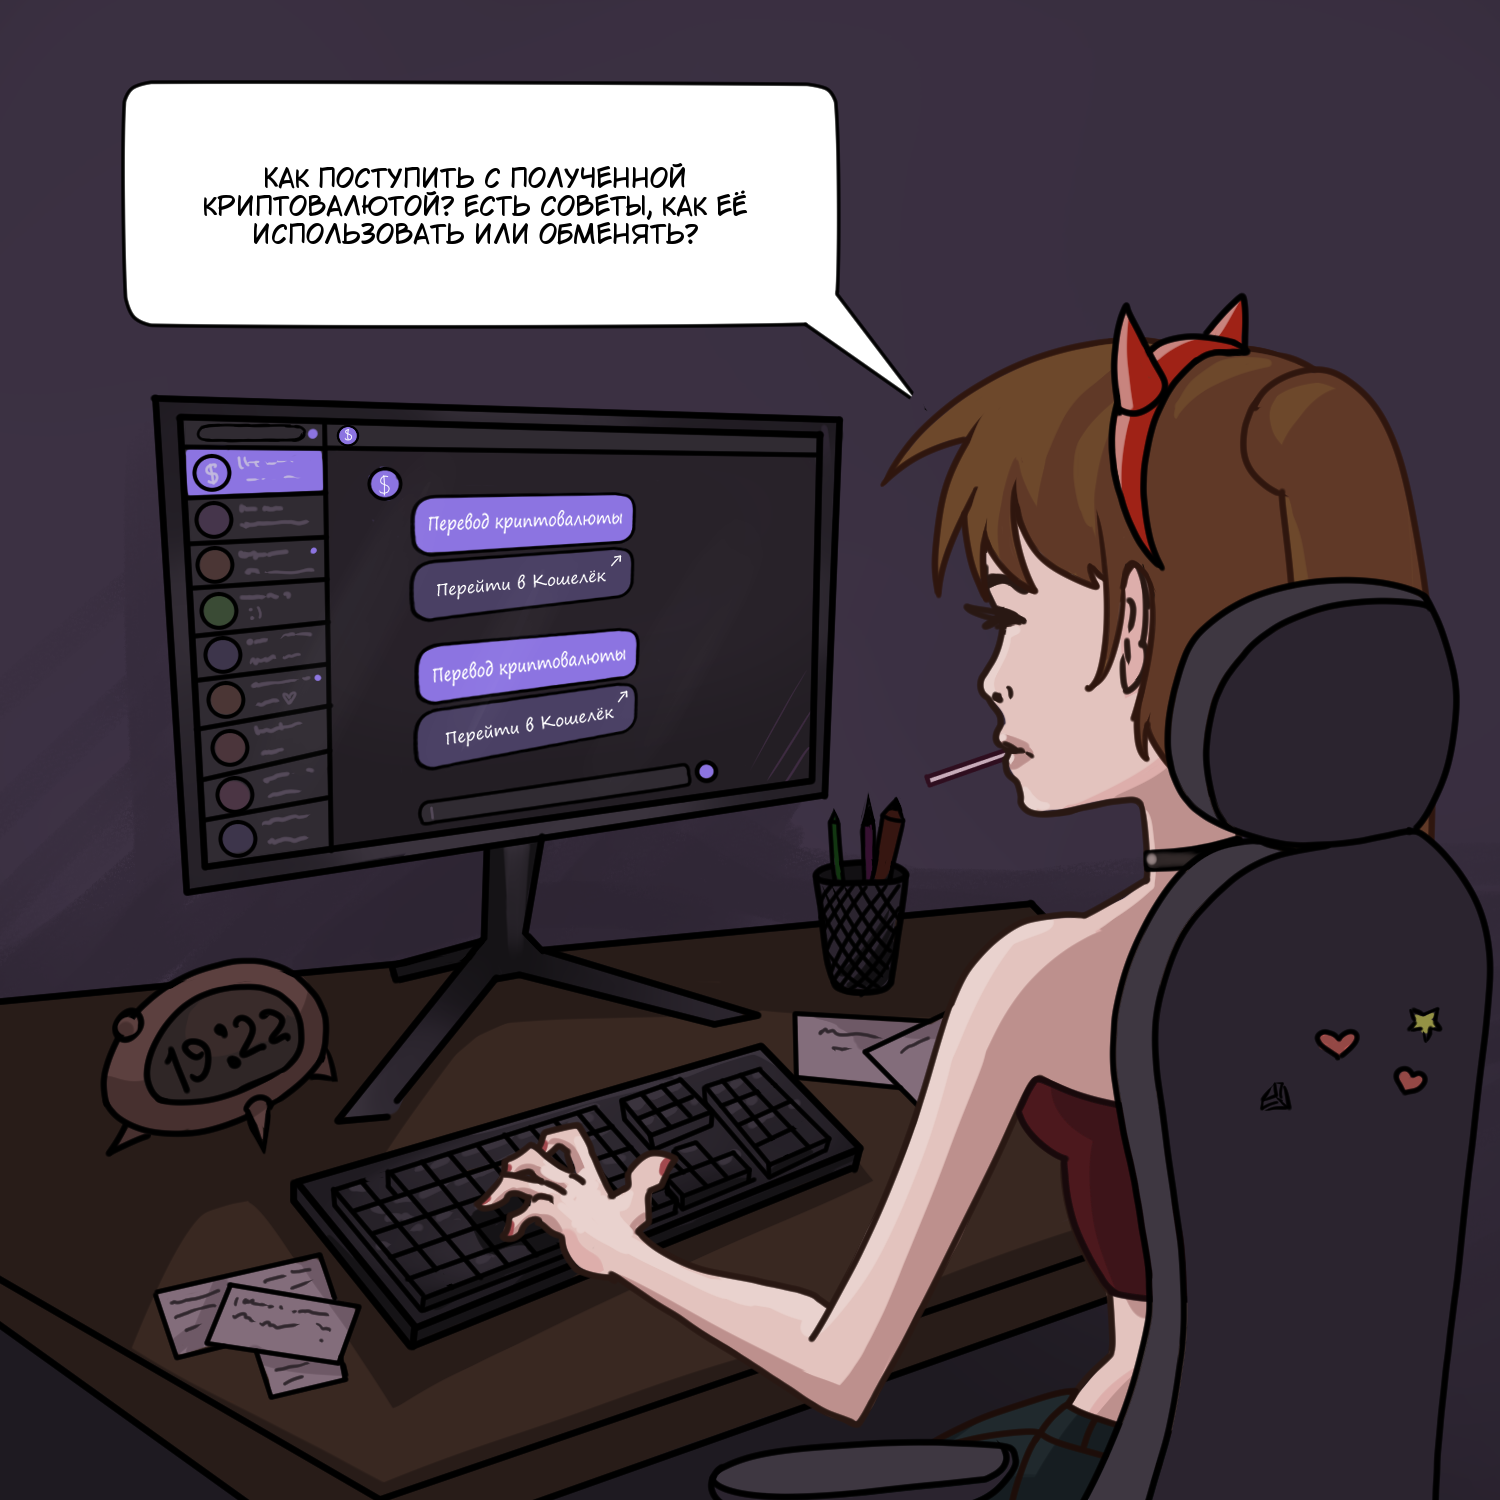 КАК ПОСТУПИТЬ С ПОЛУЧЕННОЙ
КРИПТОВАЛЮТОЙ? ЕСТЬ СОВЕТЫ, КАК ЕЁ
ИСПОЛЬЗОВАТЬ ИЛИ ОБМЕНЯТЬ?
$
$
$
Перевод криптовалюты
Перейти в Кошелёк
:)
Перевод криптовалюты
Перейти в Кошелёк
19:22